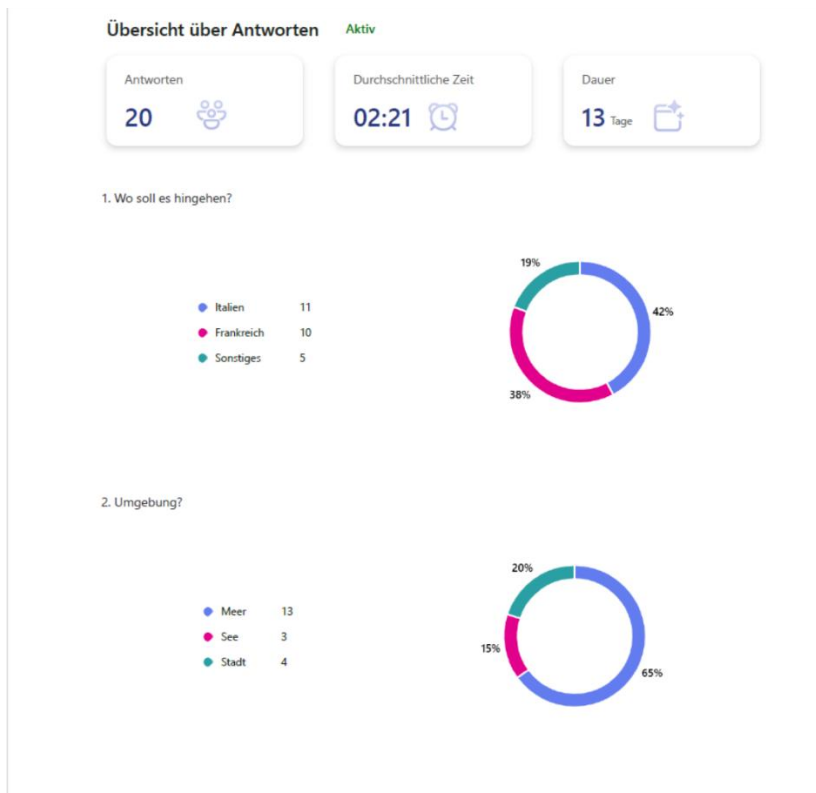 Übersicht über Antworten Aktiv
Antworten
20
Durchschnittliche Zeit
02:21
Dauer
13 Tage
1. Wo soll es hingehen?
Italien 11
Frankreich 10
Sonstiges 5
19%
42%
38%
2. Umgebung?
Meer 13
See 3
Stadt 4
20%
15%
65%